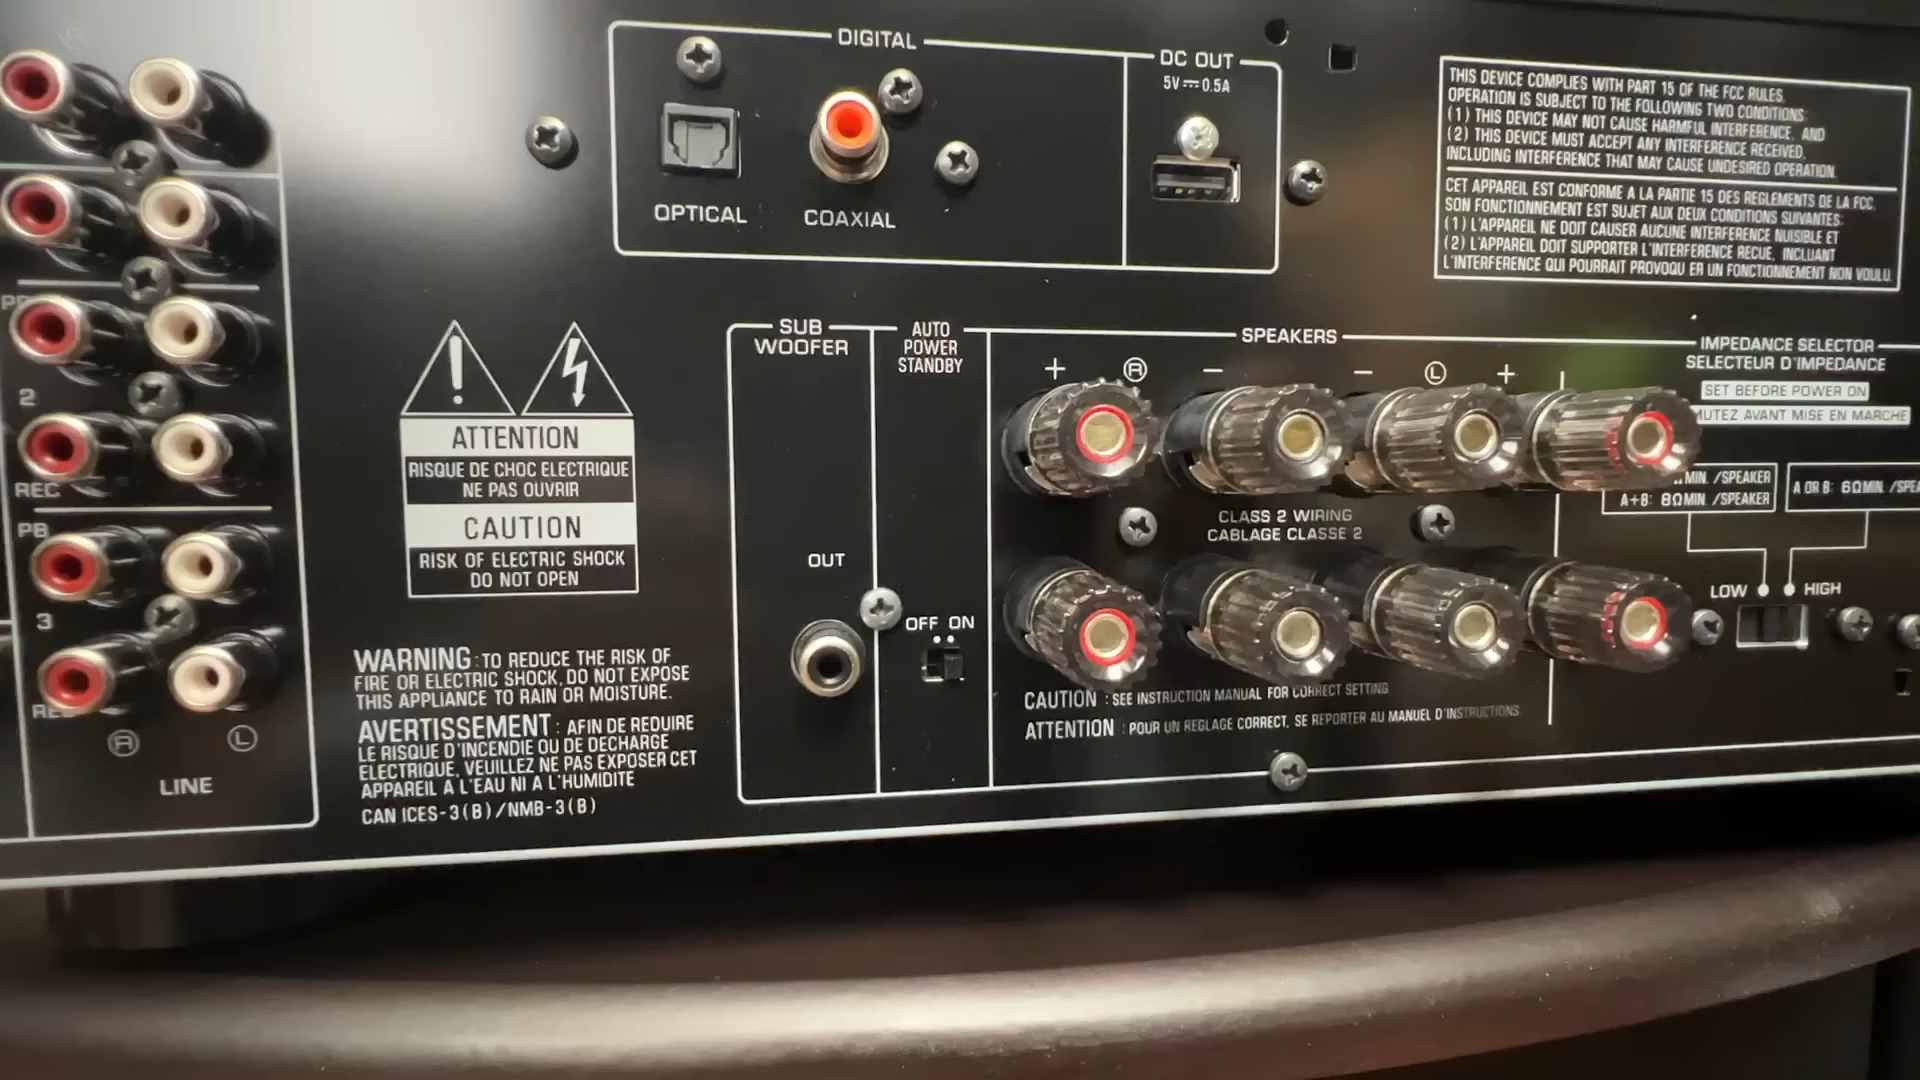 DIGITAL
DC OUT
5V⎓0.5A
OPTICAL
COAXIAL
THIS DEVICE COMPLIES WITH PART 15 OF THE FCC RULES.
OPERATION IS SUBJECT TO THE FOLLOWING TWO CONDITIONS:
(1) THIS DEVICE MAY NOT CAUSE HARMFUL INTERFERENCE, AND
(2) THIS DEVICE MUST ACCEPT ANY INTERFERENCE RECEIVED,
INCLUDING INTERFERENCE THAT MAY CAUSE UNDESIRED OPERATION.
CET APPAREIL EST CONFORME A LA PARTIE 15 DES REGLEMENTS DE LA FCC.
SON FONCTIONNEMENT EST SUJET AUX DEUX CONDITIONS SUIVANTES:
(1) L'APPAREIL NE DOIT CAUSER AUCUNE INTERFERENCE NUISIBLE ET
(2) L'APPAREIL DOIT SUPPORTER L'INTERFERENCE RECUE, INCLUANT
L'INTERFERENCE QUI POURRAIT PROVOQU ER UN FONCTIONNEMENT NON VOULU.
2
REC
PB
3
R
L
LINE
ATTENTION
RISQUE DE CHOC ELECTRIQUE
NE PAS OUVRIR
CAUTION
RISK OF ELECTRIC SHOCK
DO NOT OPEN
WARNING : TO REDUCE THE RISK OF
FIRE OR ELECTRIC SHOCK, DO NOT EXPOSE
THIS APPLIANCE TO RAIN OR MOISTURE.
AVERTISSEMENT : AFIN DE REDUIRE
LE RISQUE D'INCENDIE OU DE DECHARGE
ELECTRIQUE, VEUILLEZ NE PAS EXPOSER CET
APPAREIL A L'EAU NI A L'HUMIDITE
CAN ICES-3(B)/NMB-3(B)
SUB
WOOFER
OUT
AUTO
POWER
STANDBY
OFF ON
SPEAKERS
+ R − − L +
CLASS 2 WIRING
CABLAGE CLASSE 2
CAUTION : SEE INSTRUCTION MANUAL FOR CORRECT SETTING.
ATTENTION : POUR UN REGLAGE CORRECT, SE REPORTER AU MANUEL D'INSTRUCTIONS.
IMPEDANCE SELECTOR
SELECTEUR D'IMPEDANCE
SET BEFORE POWER ON
MUTEZ AVANT MISE EN MARCHE
MIN. /SPEAKER
A+B: 8ΩMIN. /SPEAKER
A OR B: 6ΩMIN. /SPEA
LOW
HIGH